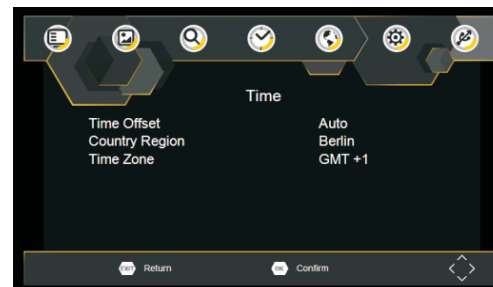 Time
Time Offset Auto
Country Region Berlin
Time Zone GMT +1
EXIT Return OK Confirm